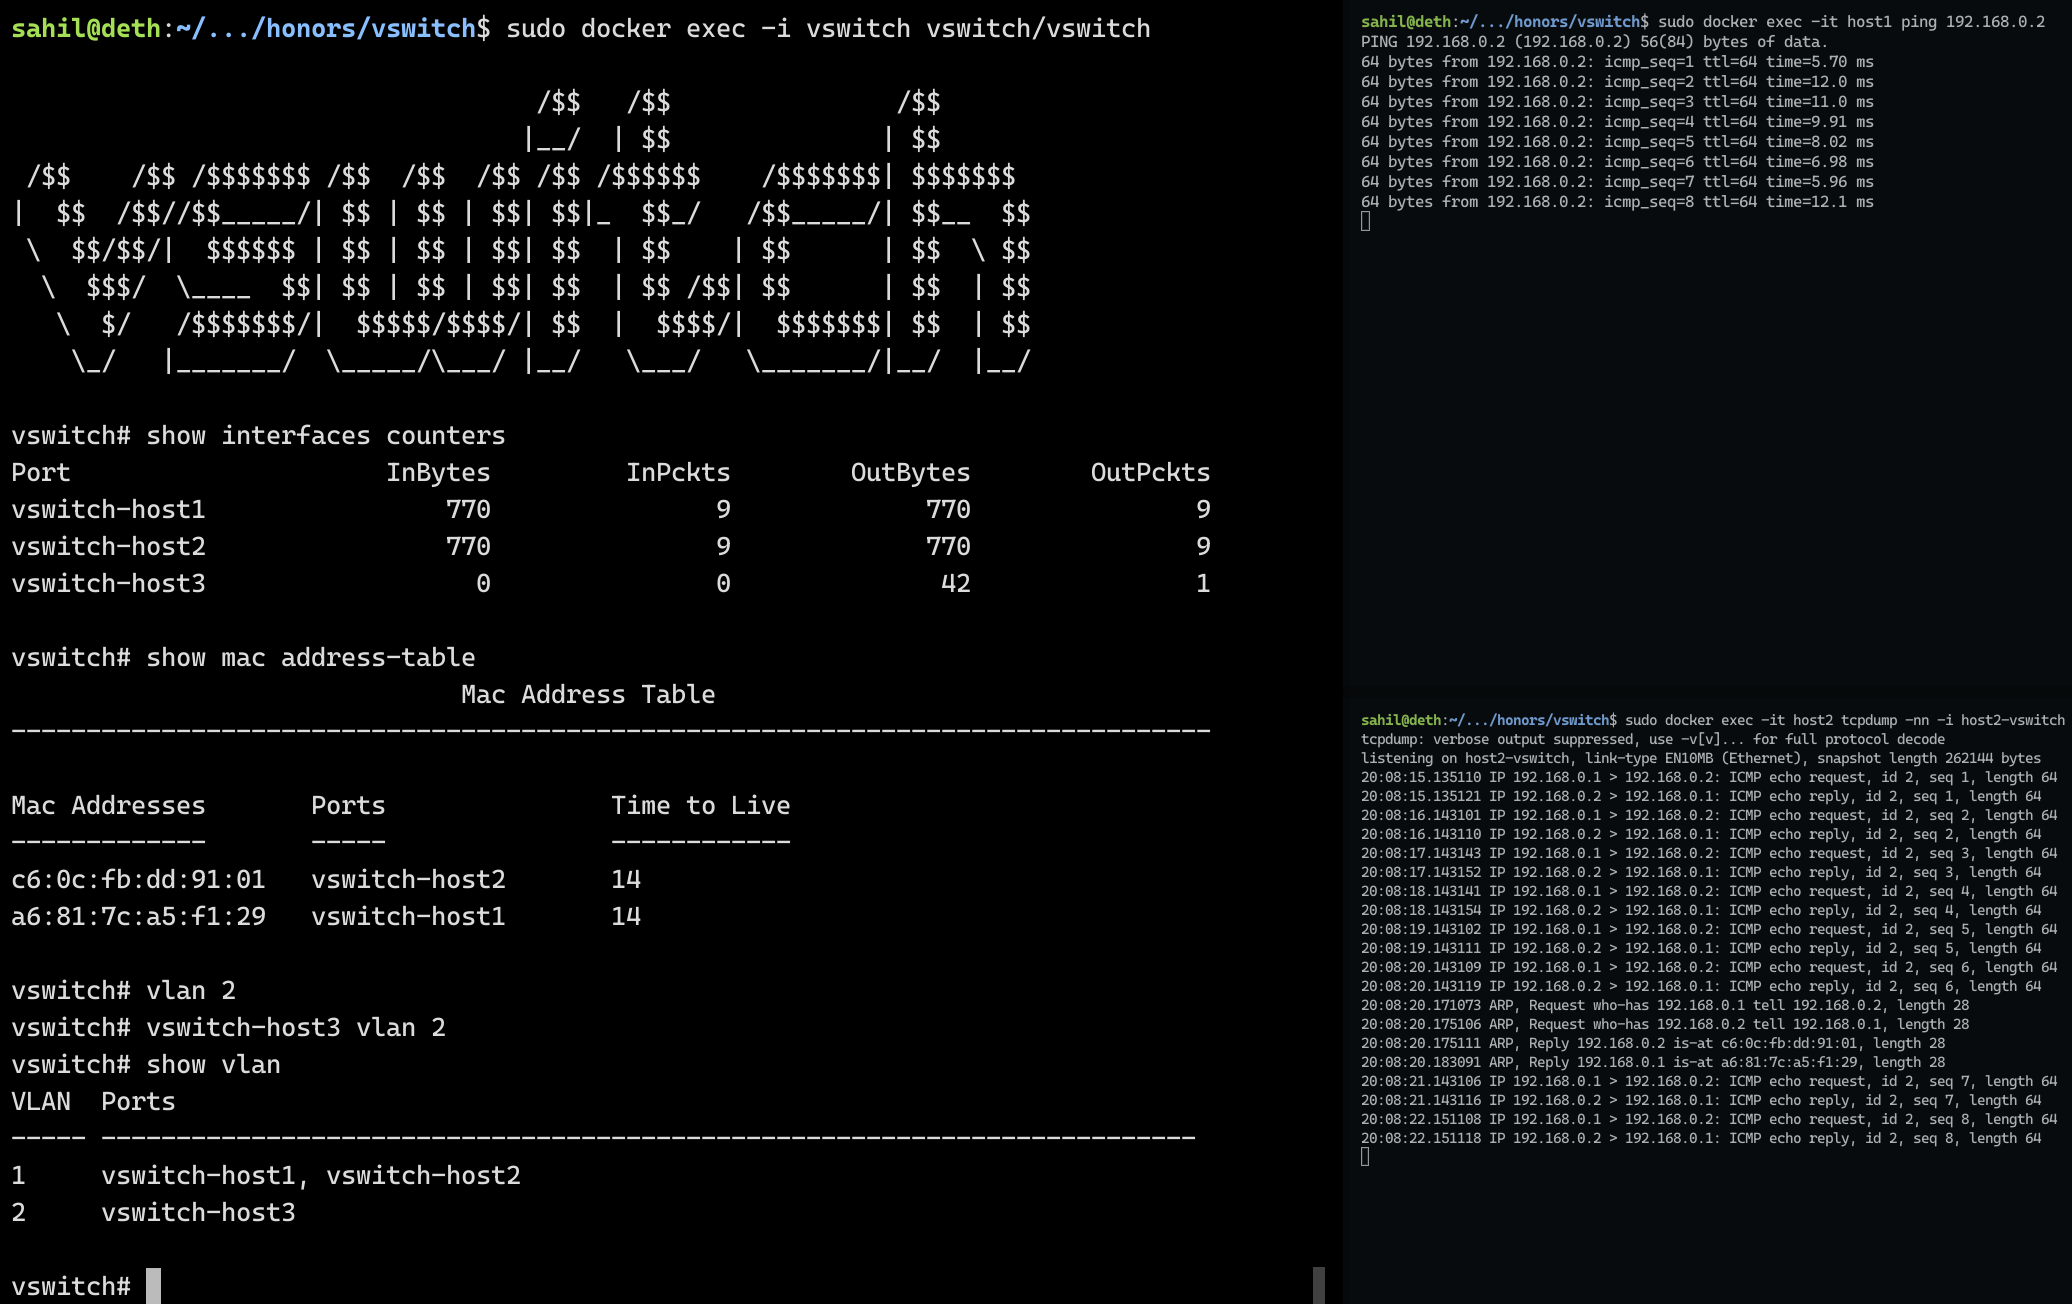 sahil@deth:~/.../honors/vswitch$ sudo docker exec -i vswitch vswitch/vswitch
                                   /$$   /$$               /$$
                                  |__/  | $$              | $$
 /$$    /$$ /$$$$$$$ /$$  /$$  /$$ /$$ /$$$$$$    /$$$$$$$| $$$$$$$
|  $$  /$$//$$_____/| $$ | $$ | $$| $$|_  $$_/   /$$_____/| $$__  $$
 \  $$/$$/|  $$$$$$ | $$ | $$ | $$| $$  | $$    | $$      | $$  \ $$
  \  $$$/  \____  $$| $$ | $$ | $$| $$  | $$ /$$| $$      | $$  | $$
   \  $/   /$$$$$$$/|  $$$$$/$$$$/| $$  |  $$$$/|  $$$$$$$| $$  | $$
    \_/   |_______/  \_____/\___/ |__/   \___/   \_______/|__/  |__/
vswitch# show interfaces counters
Port                     InBytes         InPckts        OutBytes        OutPckts
vswitch-host1                770               9             770               9
vswitch-host2                770               9             770               9
vswitch-host3                  0               0              42               1
vswitch# show mac address-table
                              Mac Address Table
--------------------------------------------------------------------------------
Mac Addresses       Ports               Time to Live
-------------       -----               ------------
c6:0c:fb:dd:91:01   vswitch-host2       14
a6:81:7c:a5:f1:29   vswitch-host1       14
vswitch# vlan 2
vswitch# vswitch-host3 vlan 2
vswitch# show vlan
VLAN  Ports
----- -------------------------------------------------------------------------
1     vswitch-host1, vswitch-host2
2     vswitch-host3
vswitch#
sahil@deth:~/.../honors/vswitch$ sudo docker exec -it host1 ping 192.168.0.2
PING 192.168.0.2 (192.168.0.2) 56(84) bytes of data.
64 bytes from 192.168.0.2: icmp_seq=1 ttl=64 time=5.70 ms
64 bytes from 192.168.0.2: icmp_seq=2 ttl=64 time=12.0 ms
64 bytes from 192.168.0.2: icmp_seq=3 ttl=64 time=11.0 ms
64 bytes from 192.168.0.2: icmp_seq=4 ttl=64 time=9.91 ms
64 bytes from 192.168.0.2: icmp_seq=5 ttl=64 time=8.02 ms
64 bytes from 192.168.0.2: icmp_seq=6 ttl=64 time=6.98 ms
64 bytes from 192.168.0.2: icmp_seq=7 ttl=64 time=5.96 ms
64 bytes from 192.168.0.2: icmp_seq=8 ttl=64 time=12.1 ms
sahil@deth:~/.../honors/vswitch$ sudo docker exec -it host2 tcpdump -nn -i host2-vswitch
tcpdump: verbose output suppressed, use -v[v]... for full protocol decode
listening on host2-vswitch, link-type EN10MB (Ethernet), snapshot length 262144 bytes
20:08:15.135110 IP 192.168.0.1 > 192.168.0.2: ICMP echo request, id 2, seq 1, length 64
20:08:15.135121 IP 192.168.0.2 > 192.168.0.1: ICMP echo reply, id 2, seq 1, length 64
20:08:16.143101 IP 192.168.0.1 > 192.168.0.2: ICMP echo request, id 2, seq 2, length 64
20:08:16.143110 IP 192.168.0.2 > 192.168.0.1: ICMP echo reply, id 2, seq 2, length 64
20:08:17.143143 IP 192.168.0.1 > 192.168.0.2: ICMP echo request, id 2, seq 3, length 64
20:08:17.143152 IP 192.168.0.2 > 192.168.0.1: ICMP echo reply, id 2, seq 3, length 64
20:08:18.143141 IP 192.168.0.1 > 192.168.0.2: ICMP echo request, id 2, seq 4, length 64
20:08:18.143154 IP 192.168.0.2 > 192.168.0.1: ICMP echo reply, id 2, seq 4, length 64
20:08:19.143102 IP 192.168.0.1 > 192.168.0.2: ICMP echo request, id 2, seq 5, length 64
20:08:19.143111 IP 192.168.0.2 > 192.168.0.1: ICMP echo reply, id 2, seq 5, length 64
20:08:20.143109 IP 192.168.0.1 > 192.168.0.2: ICMP echo request, id 2, seq 6, length 64
20:08:20.143119 IP 192.168.0.2 > 192.168.0.1: ICMP echo reply, id 2, seq 6, length 64
20:08:20.171073 ARP, Request who-has 192.168.0.1 tell 192.168.0.2, length 28
20:08:20.175106 ARP, Request who-has 192.168.0.2 tell 192.168.0.1, length 28
20:08:20.175111 ARP, Reply 192.168.0.2 is-at c6:0c:fb:dd:91:01, length 28
20:08:20.183091 ARP, Reply 192.168.0.1 is-at a6:81:7c:a5:f1:29, length 28
20:08:21.143106 IP 192.168.0.1 > 192.168.0.2: ICMP echo request, id 2, seq 7, length 64
20:08:21.143116 IP 192.168.0.2 > 192.168.0.1: ICMP echo reply, id 2, seq 7, length 64
20:08:22.151108 IP 192.168.0.1 > 192.168.0.2: ICMP echo request, id 2, seq 8, length 64
20:08:22.151118 IP 192.168.0.2 > 192.168.0.1: ICMP echo reply, id 2, seq 8, length 64